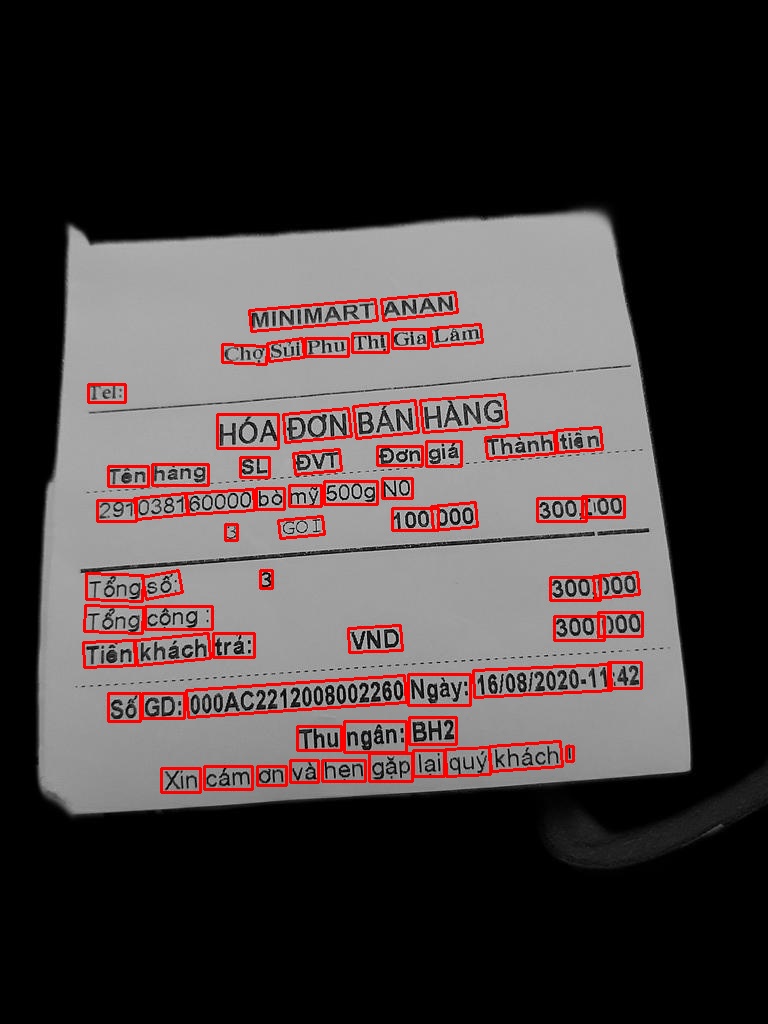 MINIMART ANAN
Chợ Sủi Phu Thị Gia Lâm
Tel:
HÓA ĐƠN BÁN HÀNG
Tên hàng SL ĐVT Đơn giá Thành tiền
291038160000 bò mỹ 500g N0
3 GOI 100,000 300,000
Tổng số: 3 300,000
Tổng cộng : 300,000
Tiền khách trả: VND
Số GD: 000AC2212008002260 Ngày: 16/08/2020-11:42
Thu ngân: BH2
Xin cám ơn và hẹn gặp lại quý khách !